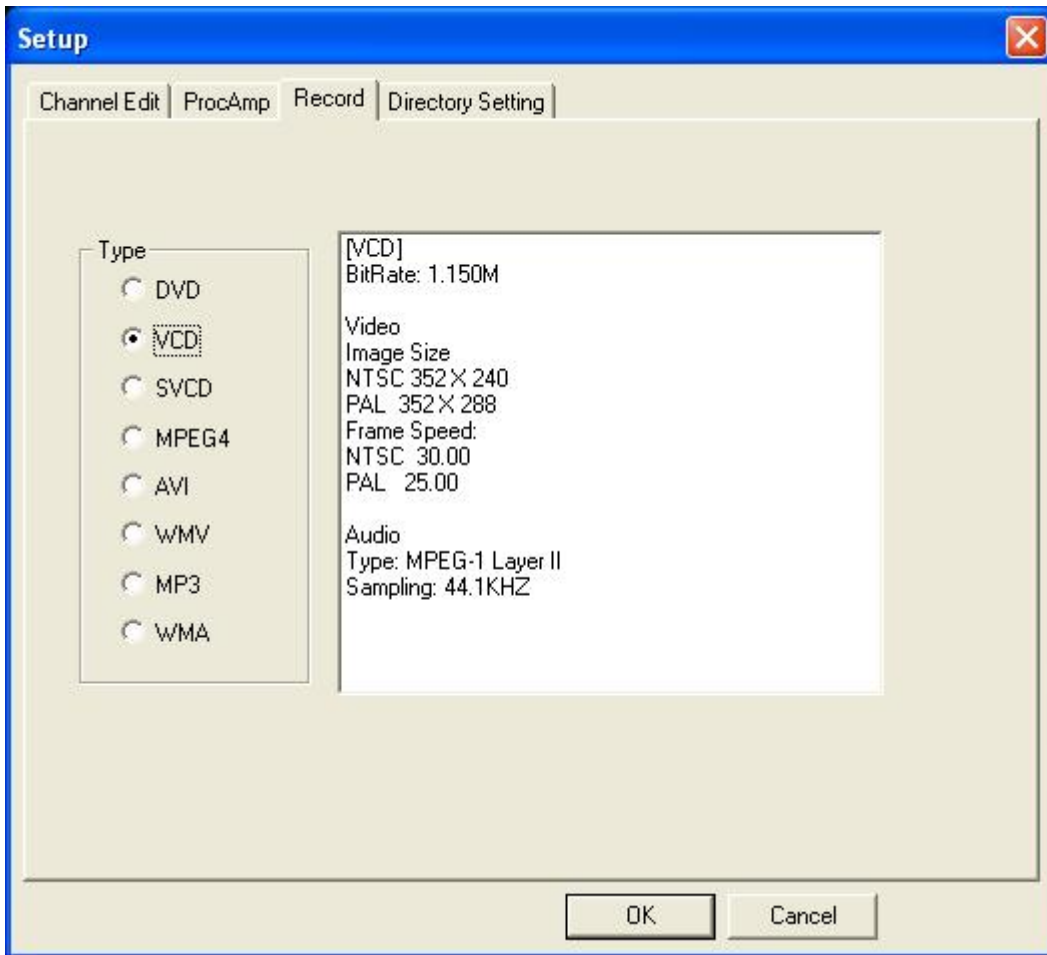 Setup
Channel Edit
ProcAmp
Record
Directory Setting
Type
DVD
VCD
SVCD
MPEG4
AVI
WMV
MP3
WMA
[VCD]
BitRate: 1.150M
Video
Image Size
NTSC 352 X 240
PAL 352 X 288
Frame Speed:
NTSC 30.00
PAL 25.00
Audio
Type: MPEG-1 Layer II
Sampling: 44.1KHZ
OK
Cancel